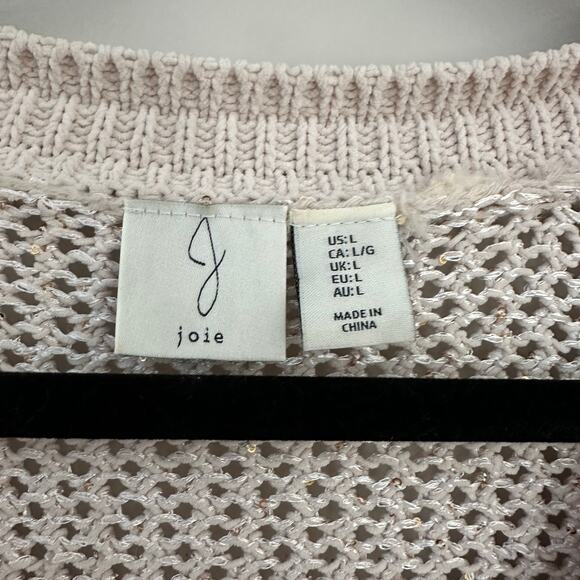 J
joie
US: L
CA: L/G
UK: L
EU: L
AU: L
MADE IN
CHINA